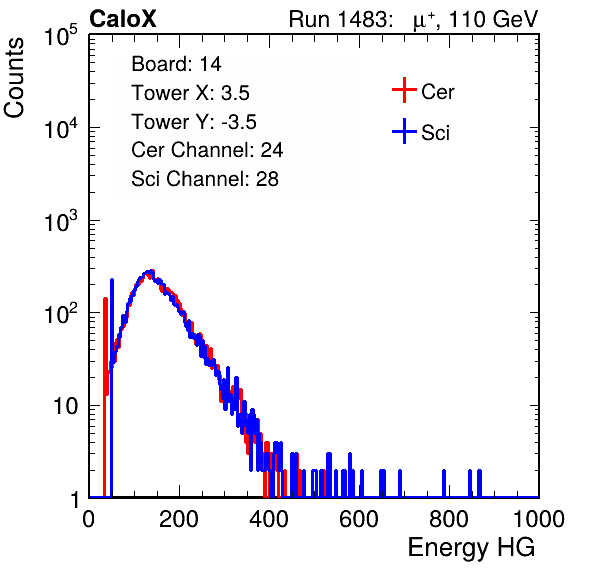 CaloX Run 1483: μ⁺, 110 GeV
Counts
10⁵
10⁴
10³
10²
10
1
Board: 14
Tower X: 3.5
Tower Y: -3.5
Cer Channel: 24
Sci Channel: 28
Cer
Sci
0 200 400 600 800 1000
Energy HG